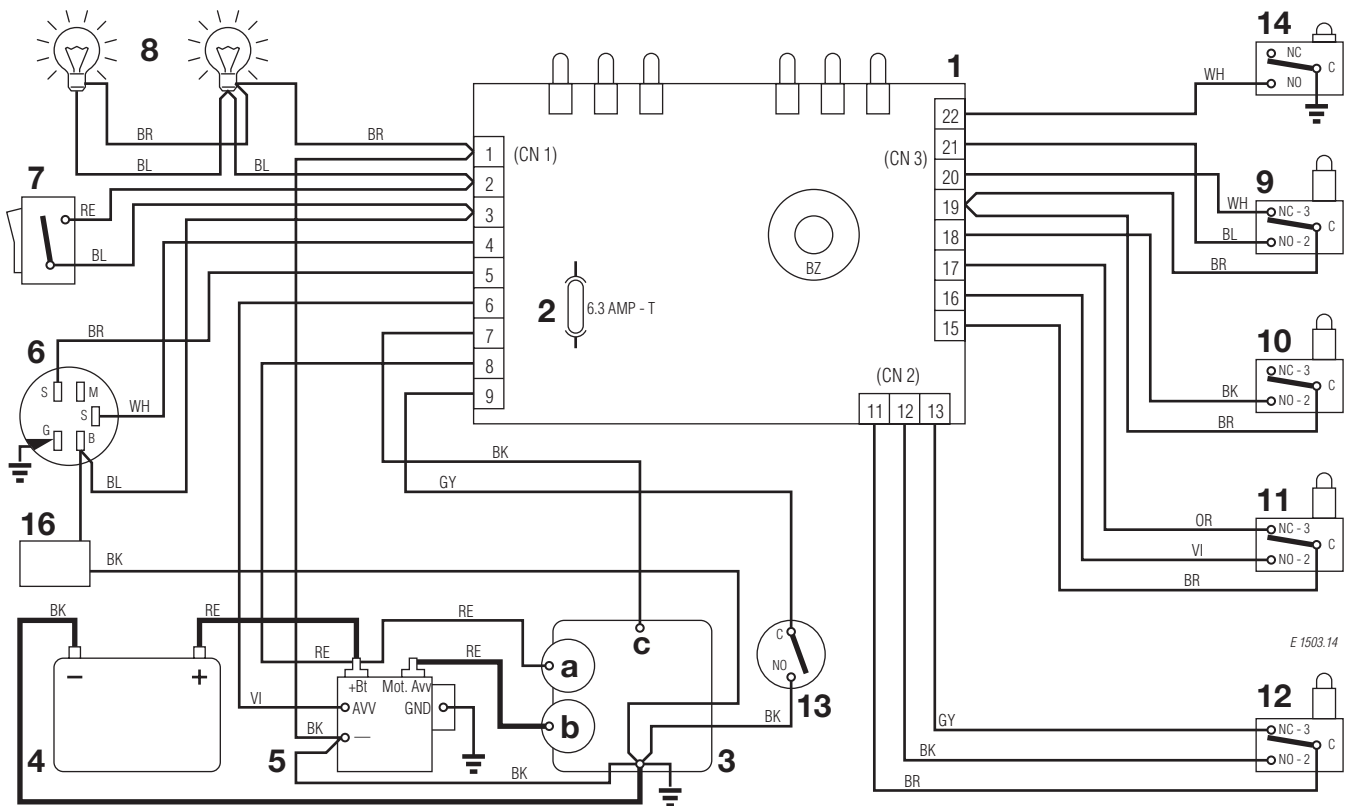 8
1
14
NC
C
NO
WH
BR
BR
BL
BL
7
RE
BL
1
2
3
4
5
6
7
8
9
(CN 1)
22
21
20
19
18
17
16
15
(CN 3)
BZ
2
6.3 AMP - T
(CN 2)
11
12
13
9
WH
NC - 3
C
BL
NO - 2
BR
10
NC - 3
C
BK
NO - 2
BR
11
OR
NC - 3
C
VI
NO - 2
BR
6
BR
S
M
S
WH
G
B
BL
16
BK
BK
GY
BK
RE
–
+
4
RE
RE
RE
+Bt
Mot. Avv
AVV
GND
VI
BK
—
5
BK
a
b
c
3
C
NO
13
BK
E 1503.14
12
GY
NC - 3
C
BK
NO - 2
BR